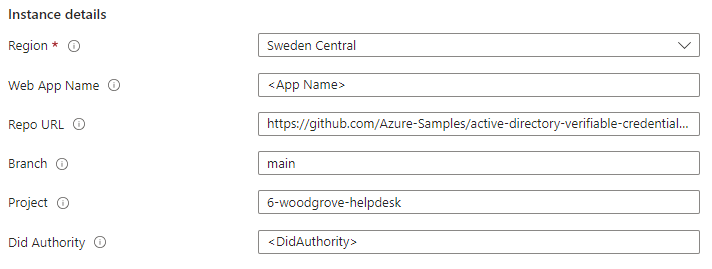 Instance details
Region *
Sweden Central
Web App Name
<App Name>
Repo URL
https://github.com/Azure-Samples/active-directory-verifiable-credential...
Branch
main
Project
6-woodgrove-helpdesk
Did Authority
<DidAuthority>